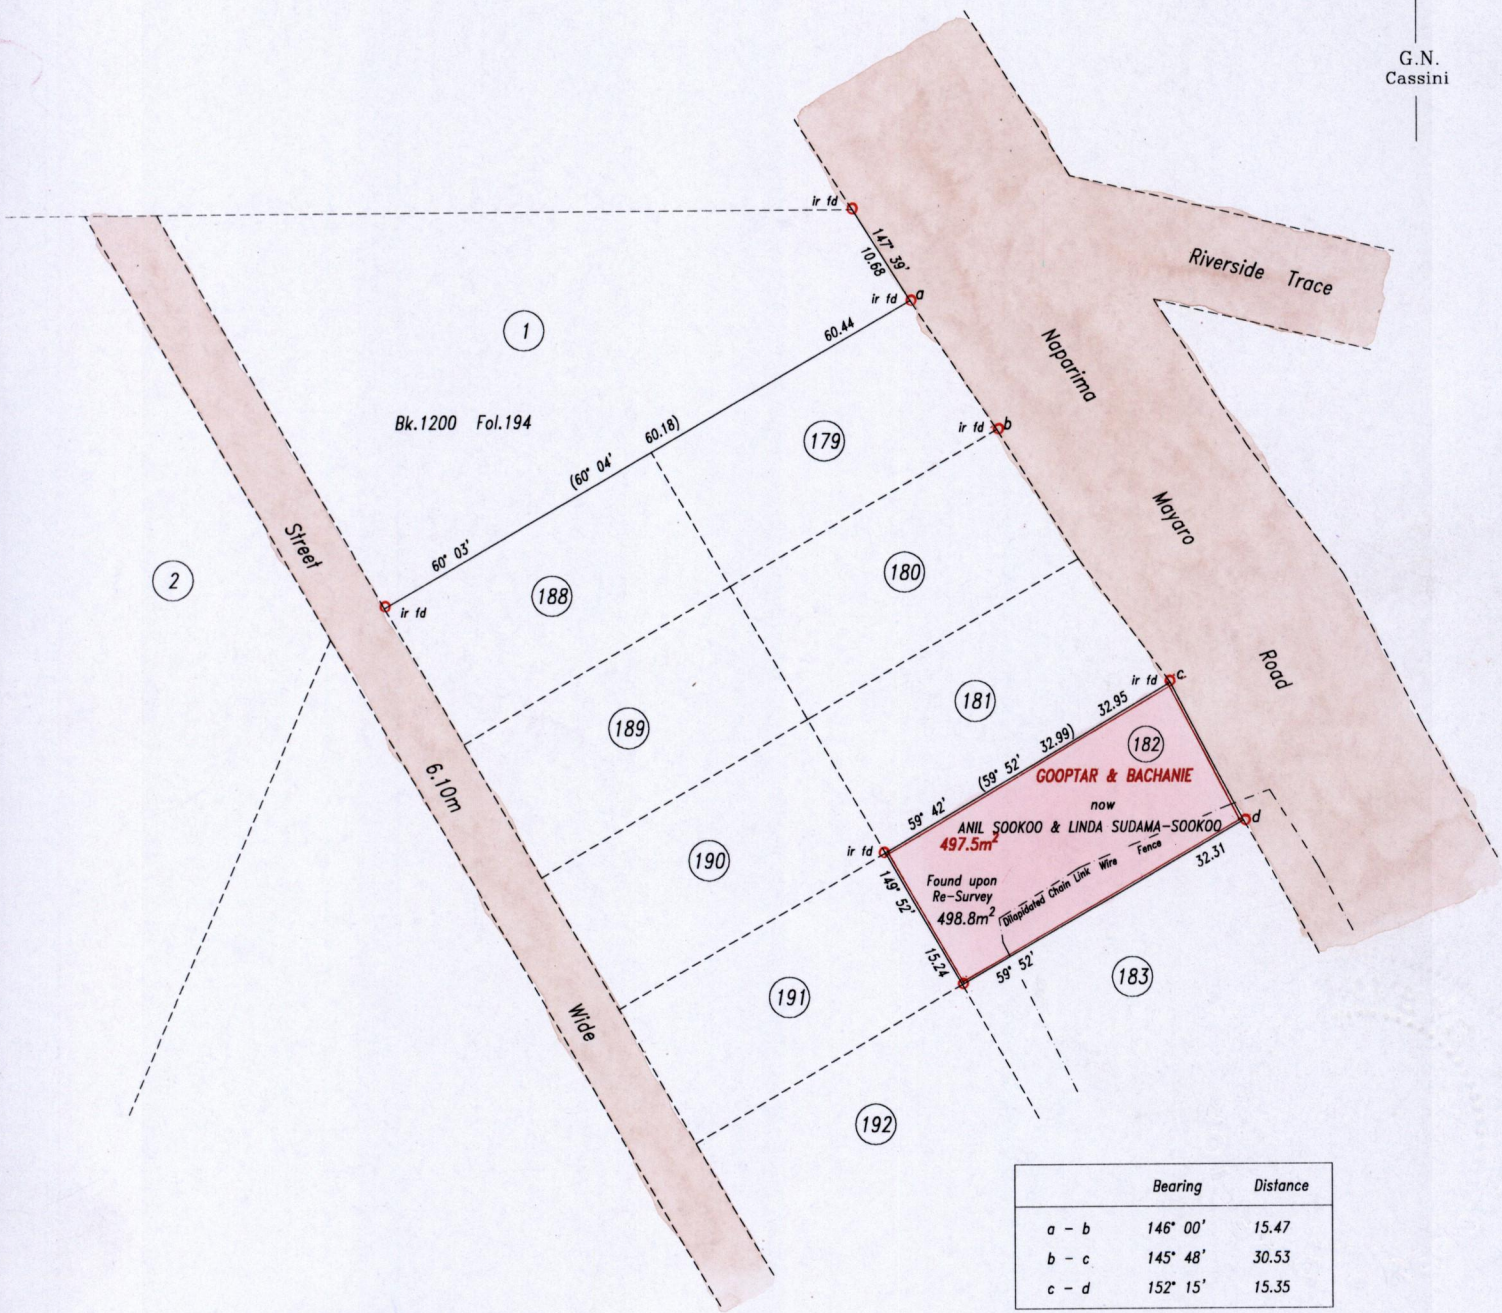 G.N.
Cassini
ir fd
147° 39'
10.68
Riverside Trace
ir fd a
60.44
1
Naparima
Bk.1200 Fol.194
60.18)
179
ir fd b
(60° 04'
Mayaro
Street
60° 03'
180
2
188
ir fd
Road
ir fd c
181
32.95
189
32.99)
182
(59° 52'
GOOPTAR & BACHANIE
6.10m
now
59° 42'
ANIL SOOKOO & LINDA SUDAMA-SOOKOO
d
497.5m²
ir fd
190
Dilapidated Chain Link Wire Fence
32.31
149° 52'
Found upon
Re-Survey
498.8m²
15.24
59° 52'
183
191
Wide
192
Bearing Distance
a - b 146° 00' 15.47
b - c 145° 48' 30.53
c - d 152° 15' 15.35